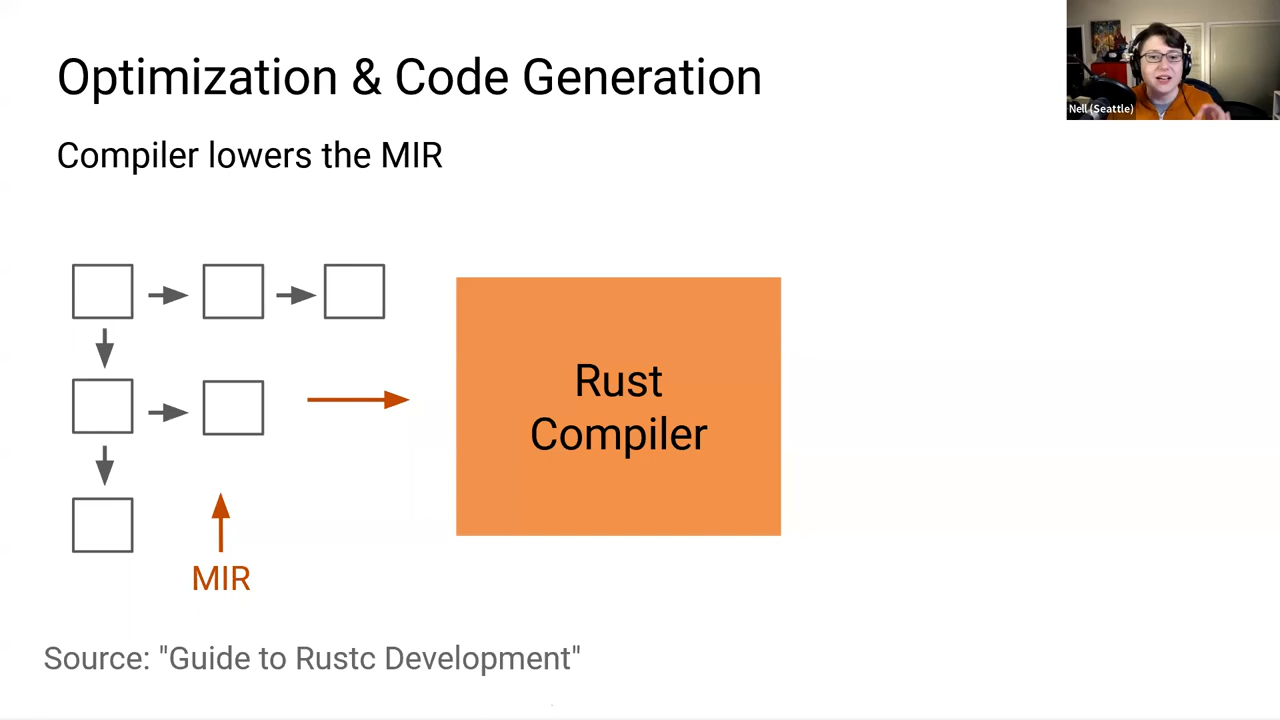 Optimization & Code Generation
Nell (Seattle)
Compiler lowers the MIR
Rust
Compiler
MIR
Source: "Guide to Rustc Development"